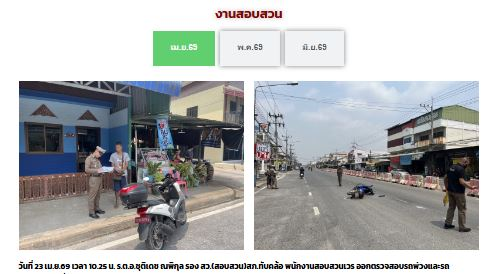 งานสอบสวน
เม.ย.69
พ.ค.69
มิ.ย.69
วันที่ 23 เม.ย.69 เวลา 10.25 น. ร.ต.อ.ชุติเดช ณพิกุล รอง สว.(สอบสวน)สภ.ทับคล้อ พนักงานสอบสวนเวร ออกตรวจสอบรถพ่วงและรถ